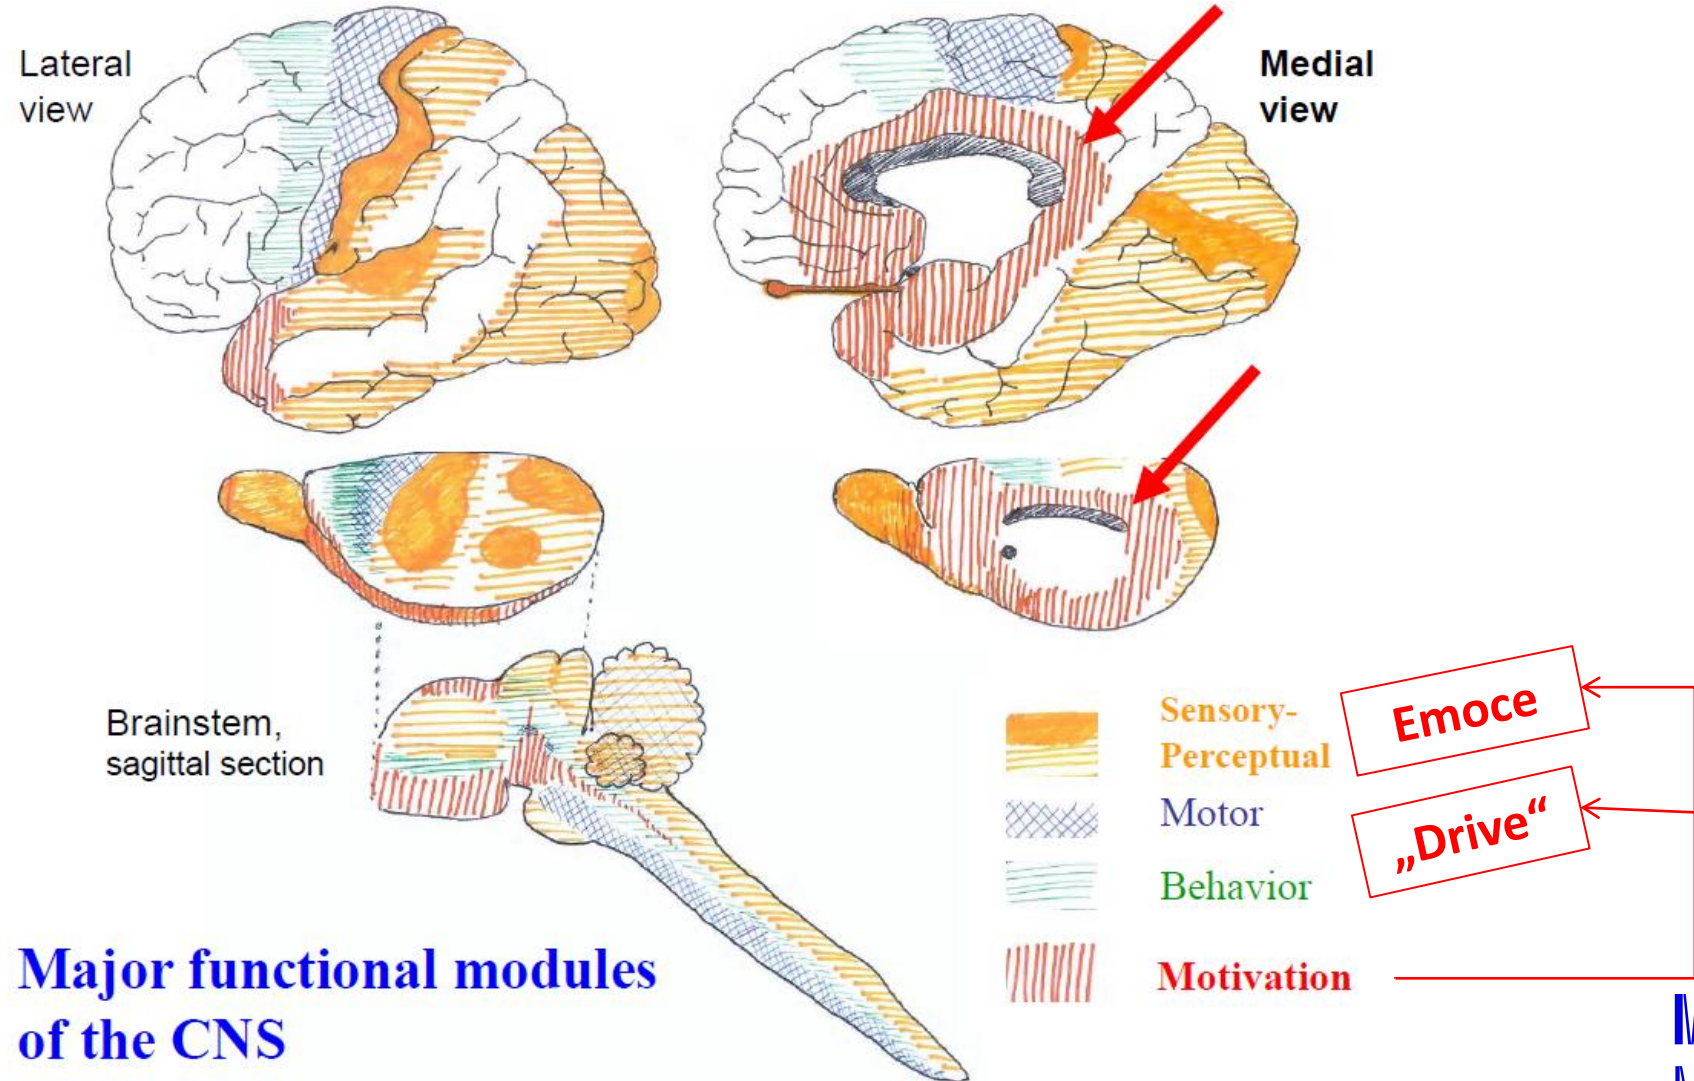 Lateral
view
Medial
view
Brainstem,
sagittal section
Sensory-
Perceptual
Motor
Behavior
Motivation
Emoce
„Drive“
Major functional modules
of the CNS